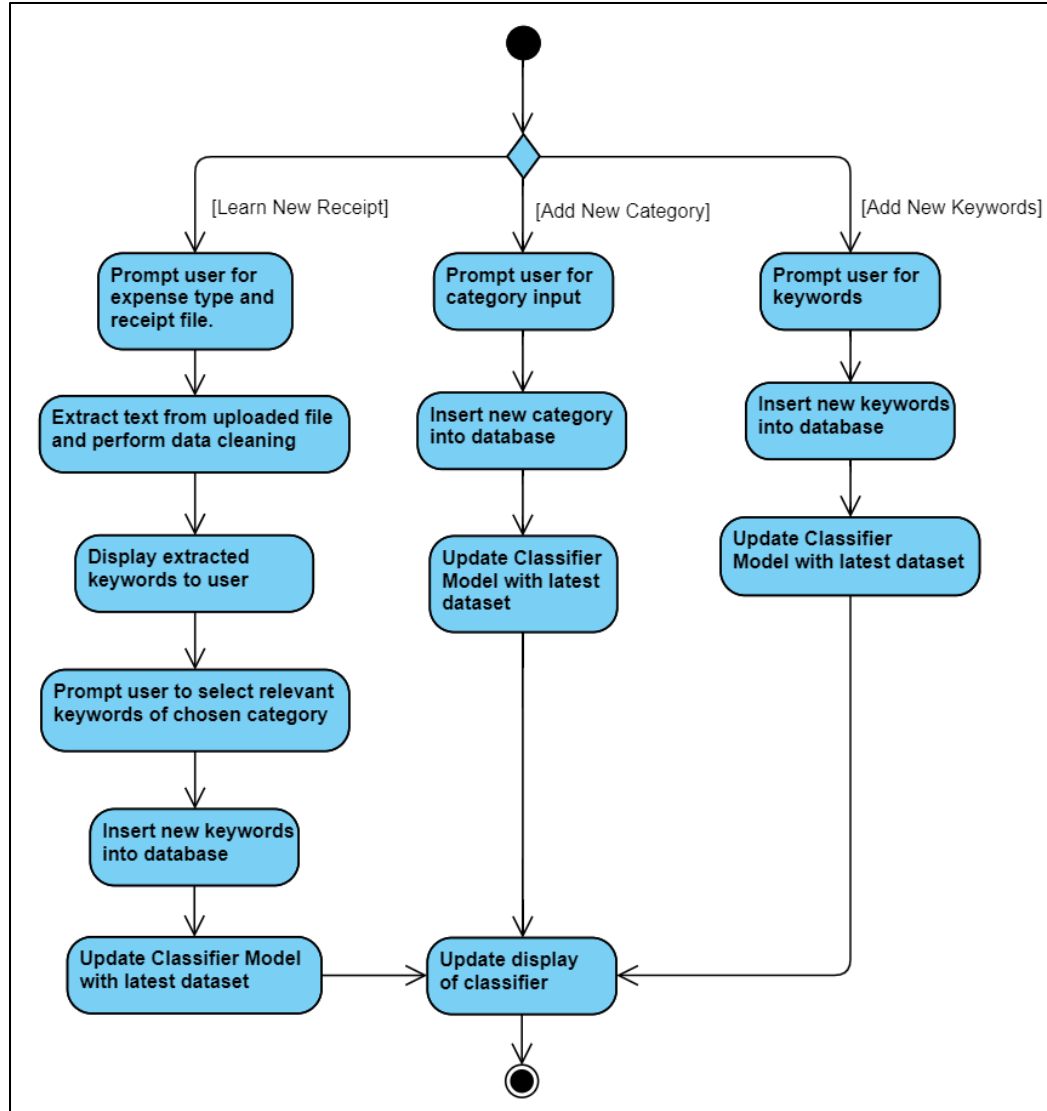 [Learn New Receipt]
[Add New Category]
[Add New Keywords]
Prompt user for
expense type and
receipt file.
Prompt user for
category input
Prompt user for
keywords
Extract text from uploaded file
and perform data cleaning
Insert new category
into database
Insert new keywords
into database
Display extracted
keywords to user
Update Classifier
Model with latest
dataset
Update Classifier
Model with latest dataset
Prompt user to select relevant
keywords of chosen category
Insert new keywords
into database
Update Classifier Model
with latest dataset
Update display
of classifier